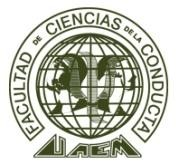 FACULTAD DE CIENCIAS DE LA CONDUCTA
UAEM